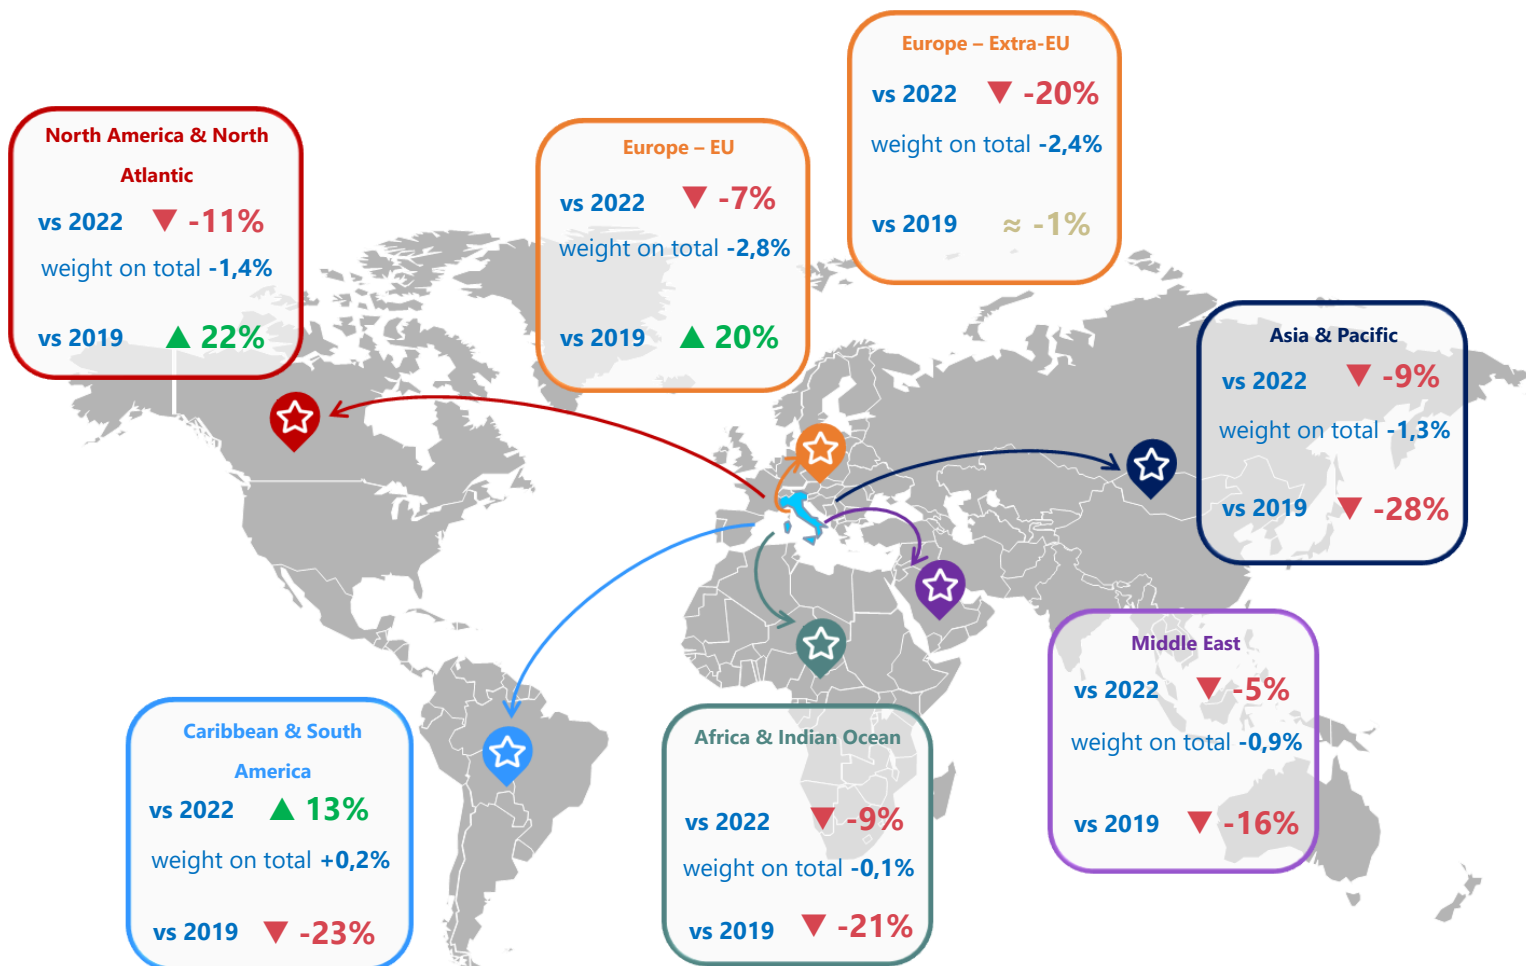 Europe – Extra-EU
vs 2022 ▼ -20%
weight on total -2,4%
vs 2019 ≈ -1%
North America & North
Atlantic
vs 2022 ▼ -11%
weight on total -1,4%
vs 2019 ▲ 22%
Europe – EU
vs 2022 ▼ -7%
weight on total -2,8%
vs 2019 ▲ 20%
Asia & Pacific
vs 2022 ▼ -9%
weight on total -1,3%
vs 2019 ▼ -28%
Middle East
vs 2022 ▼ -5%
weight on total -0,9%
vs 2019 ▼ -16%
Caribbean & South
America
vs 2022 ▲ 13%
weight on total +0,2%
vs 2019 ▼ -23%
Africa & Indian Ocean
vs 2022 ▼ -9%
weight on total -0,1%
vs 2019 ▼ -21%